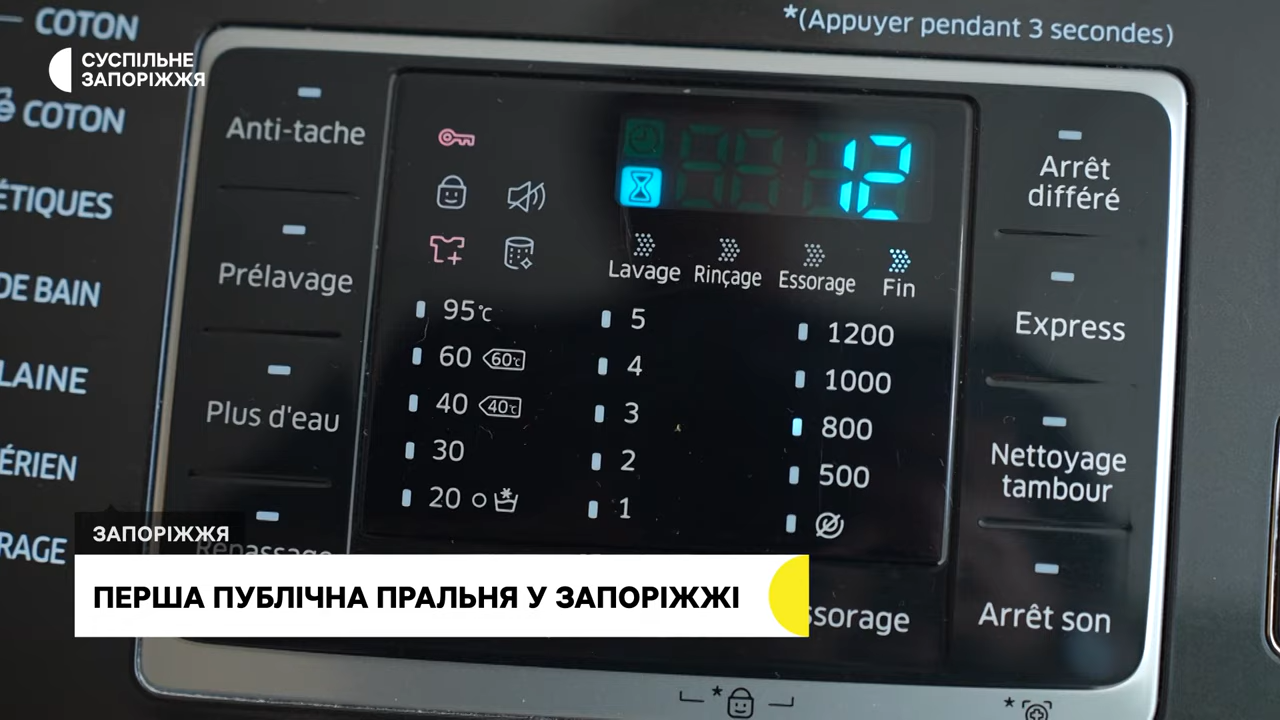 COTON
*(Appuyer pendant 3 secondes)
СУСПІЛЬНЕ
ЗАПОРІЖЖЯ
COTON
ÉTIQUES
DE BAIN
LAINE
ÉRIEN
RAGE
Anti-tache
Prélavage
Plus d'eau
Repassage
12
Lavage Rinçage Essorage Fin
95°C
60 60°C
40 40°C
30
20
5
4
3
2
1
1200
1000
800
500
Arrêt
différé
Express
Nettoyage
tambour
Arrêt son
ssorage
ЗАПОРІЖЖЯ
ПЕРША ПУБЛІЧНА ПРАЛЬНЯ У ЗАПОРІЖЖІ
*
*